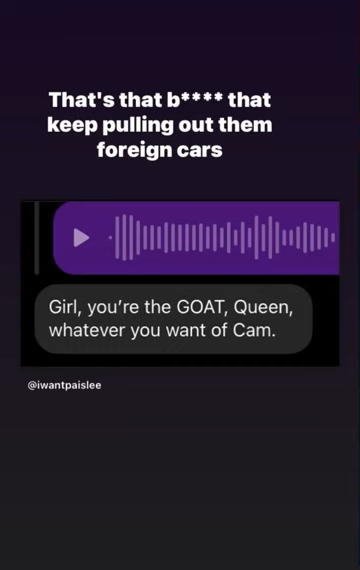 That's that b**** that
keep pulling out them
foreign cars
Girl, you're the GOAT, Queen,
whatever you want of Cam.
@iwantpaislee